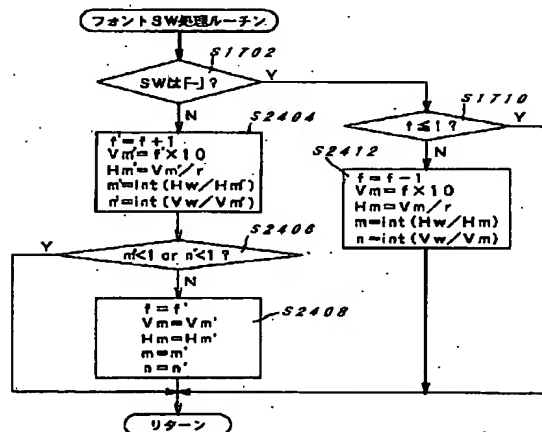 フォントSW処理ルーチン
S1702
SWは「−」?
Y
N
S2404
f'=f+1
Vm'=f'×10
Hm'=Vm'/r
m'=int(Hw/Hm')
n'=int(Vw/Vm')
S2406
Y
m'<1 or n'<1 ?
N
f=f'
Vm=Vm'
Hm=Hm'
m=m'
n=n'
S2408
S1710
f≦1 ?
Y
N
S2412
f=f−1
Vm=f×10
Hm=Vm/r
m=int(Hw/Hm)
n=int(Vw/Vm)
リターン